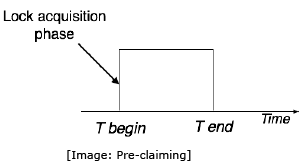 Lock acquisition
phase
T begin
T end
Time
[Image: Pre-claiming]